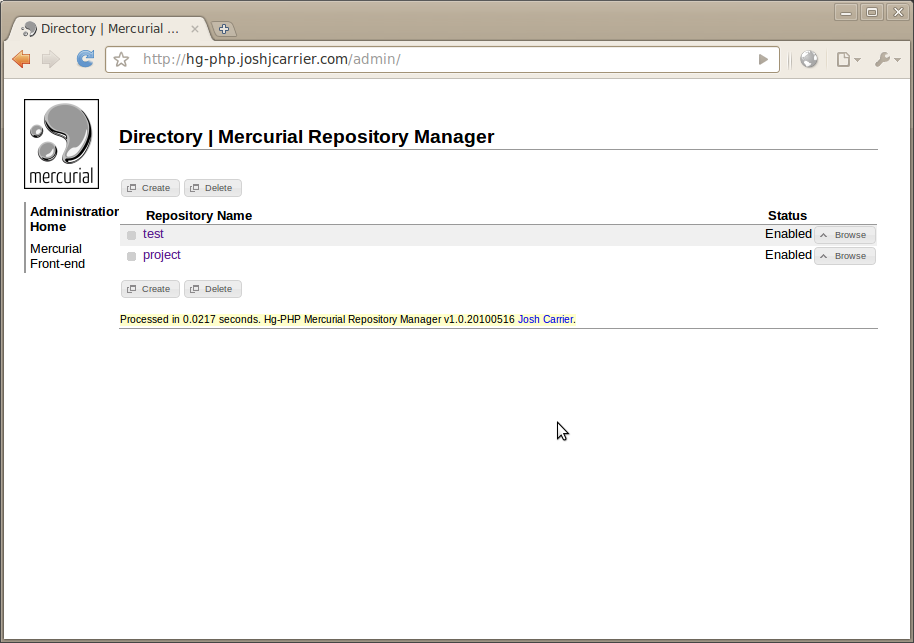 Directory | Mercurial ...
http://hg-php.joshjcarrier.com/admin/
mercurial
Directory | Mercurial Repository Manager
Create Delete
Administration
Home
Mercurial
Front-end
Repository Name Status
test Enabled Browse
project Enabled Browse
Create Delete
Processed in 0.0217 seconds. Hg-PHP Mercurial Repository Manager v1.0.20100516 Josh Carrier.